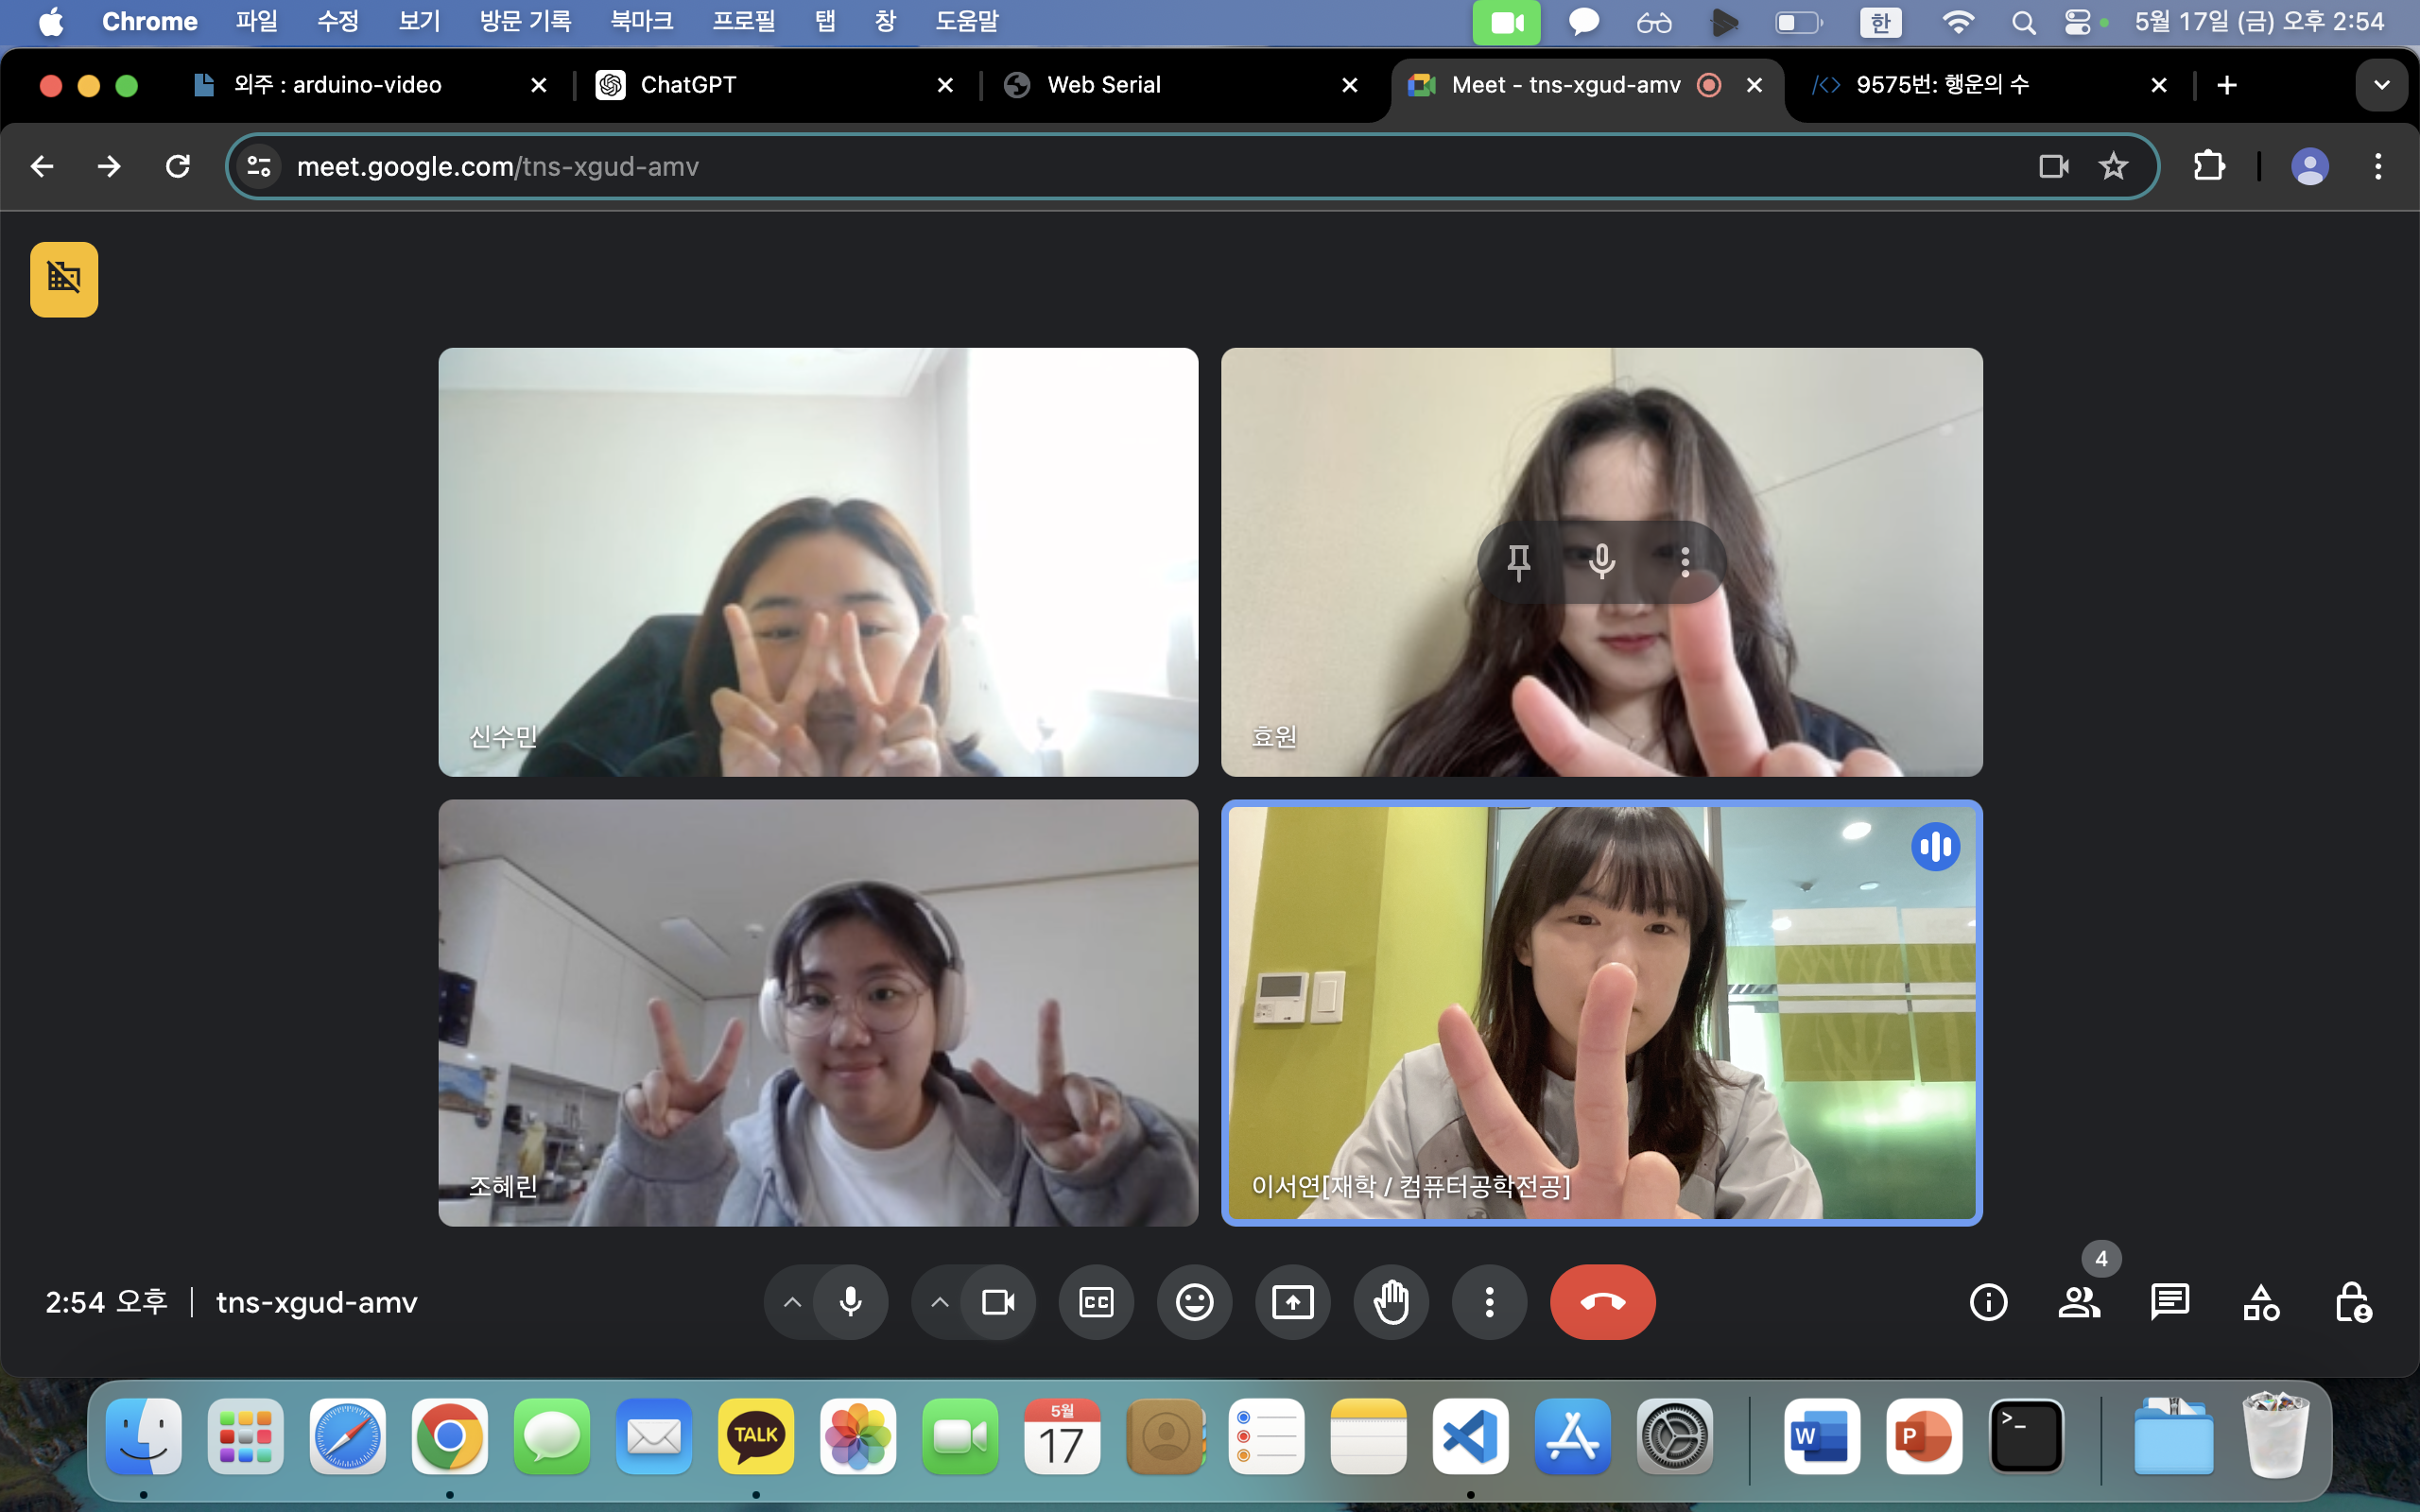 Chrome 파일 수정 보기 방문 기록 북마크 프로필 탭 창 도움말 한 5월 17일 (금) 오후 2:54
외주 : arduino-video ChatGPT Web Serial Meet - tns-xgud-amv 9575번: 행운의 수
meet.google.com/tns-xgud-amv
신수민
효원
조혜린
이서연[재학 / 컴퓨터공학전공]
4
2:54 오후 tns-xgud-amv
CC
TALK
5월
17
W
P
>_